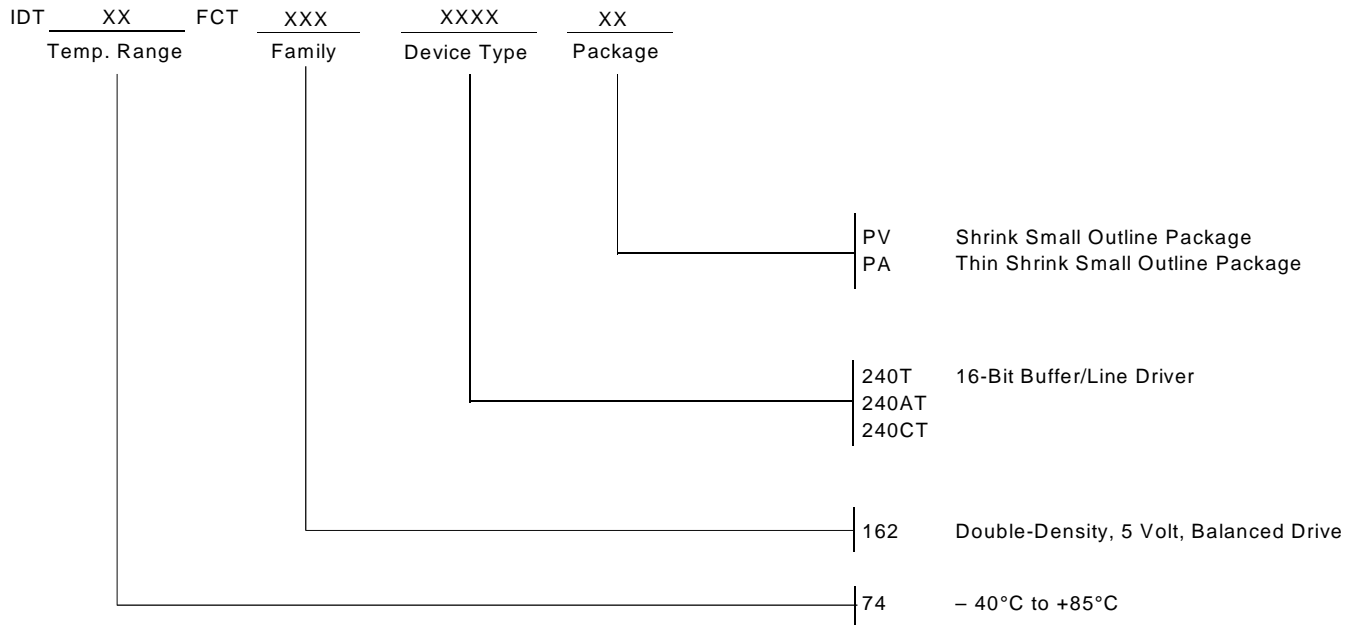 IDT XX FCT XXX XXXX XX
Temp. Range Family Device Type Package
PV Shrink Small Outline Package
PA Thin Shrink Small Outline Package
240T 16-Bit Buffer/Line Driver
240AT
240CT
162 Double-Density, 5 Volt, Balanced Drive
74 – 40°C to +85°C